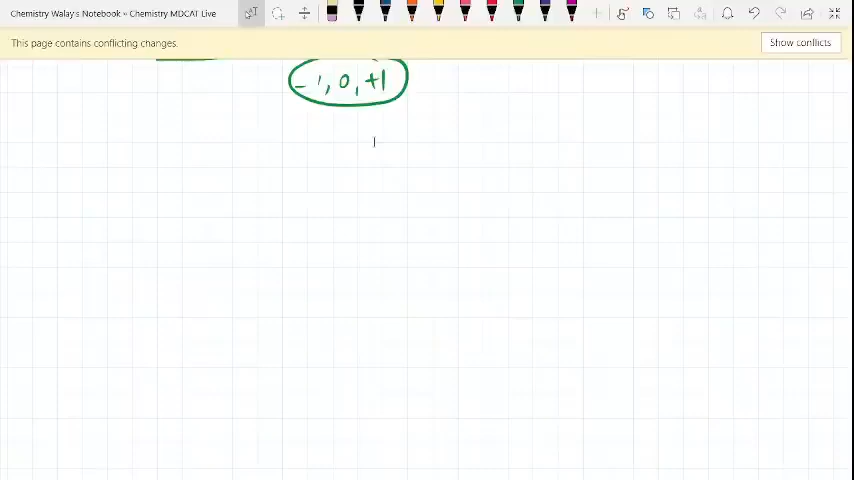 Chemistry Walay's Notebook » Chemistry MDCAT Live
This page contains conflicting changes.
Show conflicts
-1, 0, +1